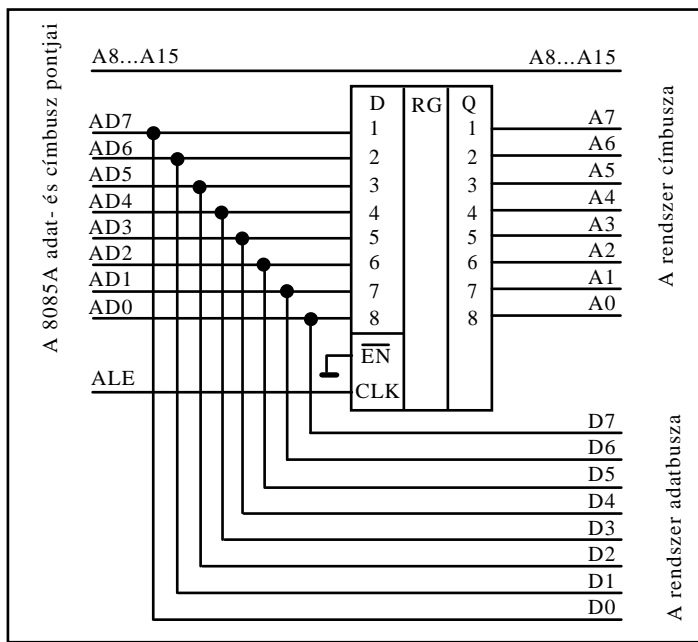 A 8085A adat- és címbusz pontjai
A8...A15
A8...A15
D
RG
Q
AD7
1
1
A7
AD6
2
2
A6
AD5
3
3
A5
AD4
4
4
A4
AD3
5
5
A3
AD2
6
6
A2
AD1
7
7
A1
AD0
8
8
A0
A rendszer címbusza
EN
ALE
CLK
D7
D6
D5
D4
D3
D2
D1
D0
A rendszer adatbusza